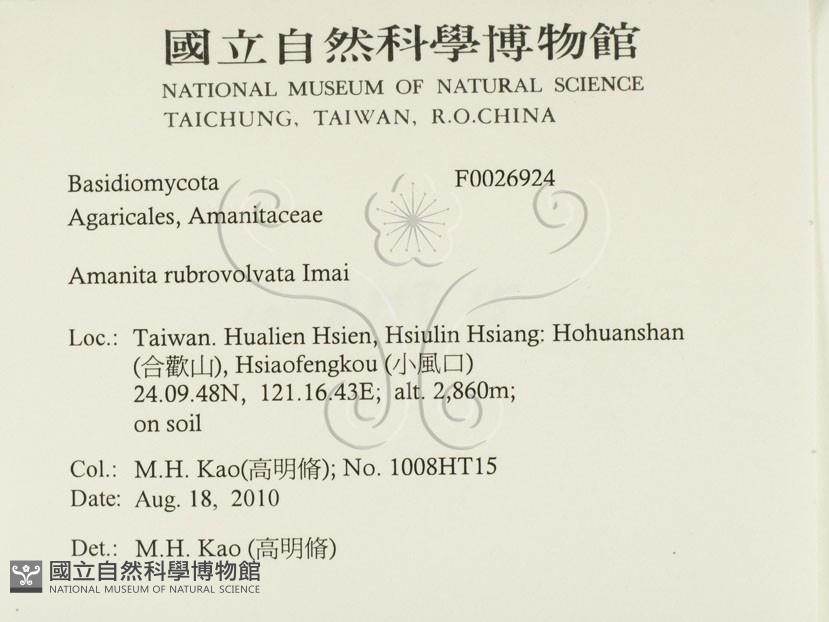 國立自然科學博物館
NATIONAL MUSEUM OF NATURAL SCIENCE
TAICHUNG, TAIWAN, R.O.CHINA
Basidiomycota F0026924
Agaricales, Amanitaceae
Amanita rubrovolvata Imai
Loc.: Taiwan. Hualien Hsien, Hsiulin Hsiang: Hohuanshan
(合歡山), Hsiaofengkou (小風口)
24.09.48N, 121.16.43E; alt. 2,860m;
on soil
Col.: M.H. Kao(高明脩); No. 1008HT15
Date: Aug. 18, 2010
Det.: M.H. Kao (高明脩)
國立自然科學博物館
NATIONAL MUSEUM OF NATURAL SCIENCE